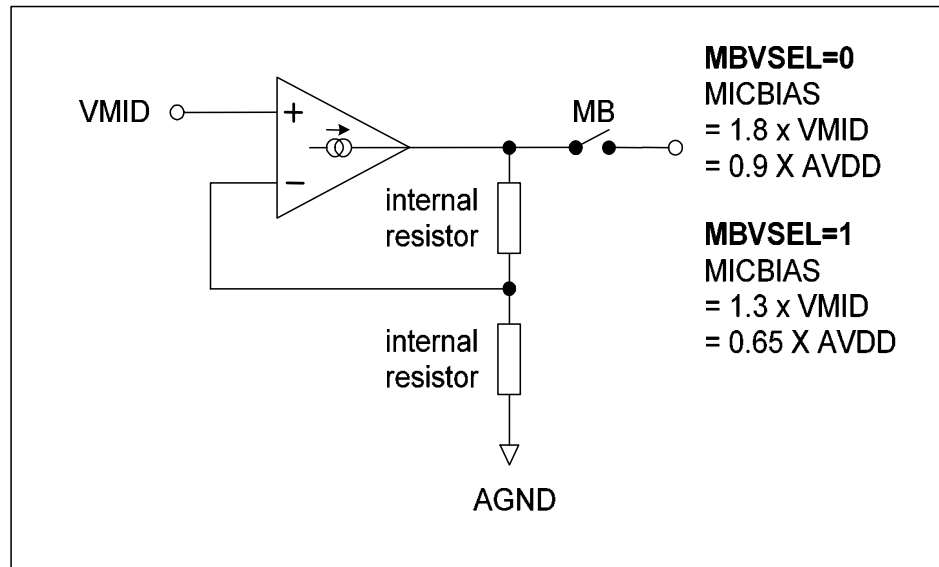 VMID
+
−
MB
internal
resistor
internal
resistor
AGND
MBVSEL=0
MICBIAS
= 1.8 x VMID
= 0.9 X AVDD
MBVSEL=1
MICBIAS
= 1.3 x VMID
= 0.65 X AVDD